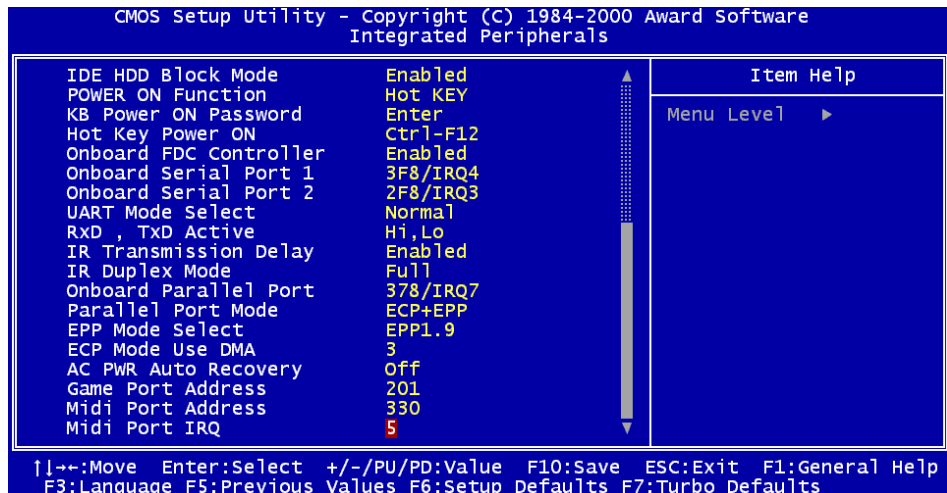 CMOS Setup Utility - Copyright (C) 1984-2000 Award Software
Integrated Peripherals
IDE HDD Block Mode Enabled
POWER ON Function Hot KEY
KB Power ON Password Enter
Hot Key Power ON Ctrl-F12
Onboard FDC Controller Enabled
Onboard Serial Port 1 3F8/IRQ4
Onboard Serial Port 2 2F8/IRQ3
UART Mode Select Normal
RxD , TxD Active Hi,Lo
IR Transmission Delay Enabled
IR Duplex Mode Full
Onboard Parallel Port 378/IRQ7
Parallel Port Mode ECP+EPP
EPP Mode Select EPP1.9
ECP Mode Use DMA 3
AC PWR Auto Recovery Off
Game Port Address 201
Midi Port Address 330
Midi Port IRQ 5
Item Help
Menu Level ▶
↑↓→←:Move Enter:Select +/-/PU/PD:Value F10:Save ESC:Exit F1:General Help
F3:Language F5:Previous Values F6:Setup Defaults F7:Turbo Defaults